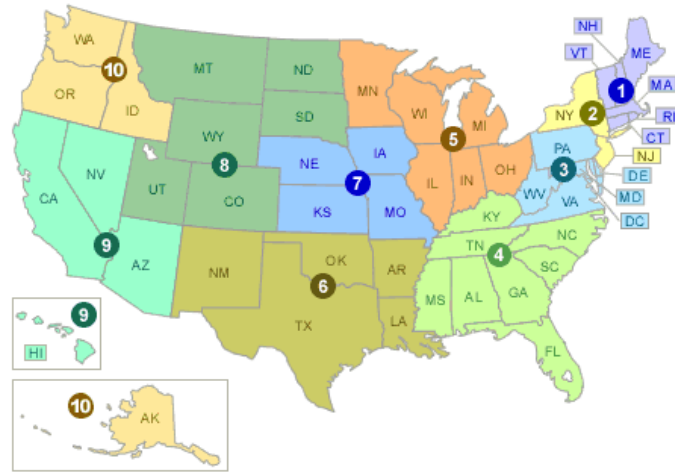 NH
WA
VT
ME
10
MT
ND
MN
MA
OR
ID
1
WI
MI
NY
2
RI
SD
CT
WY
5
PA
NJ
IA
NE
8
3
DE
NV
7
IL
IN
OH
WV
MD
UT
CO
VA
CA
KS
MO
KY
DC
NC
TN
4
9
AZ
NM
OK
AR
SC
6
MS
AL
GA
9
TX
LA
HI
FL
10
AK